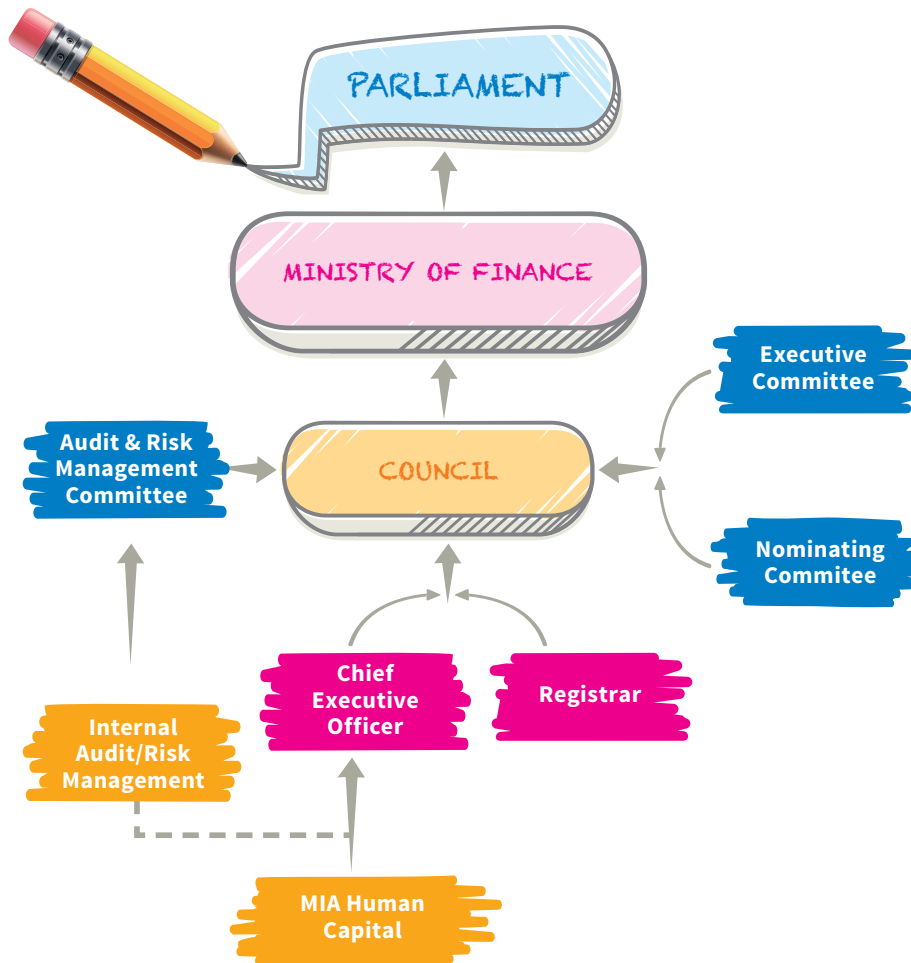 PARLIAMENT
MINISTRY OF FINANCE
Executive
Committee
Audit & Risk
Management
Committee
COUNCIL
Nominating
Commitee
Chief
Executive
Officer
Registrar
Internal
Audit/Risk
Management
MIA Human
Capital